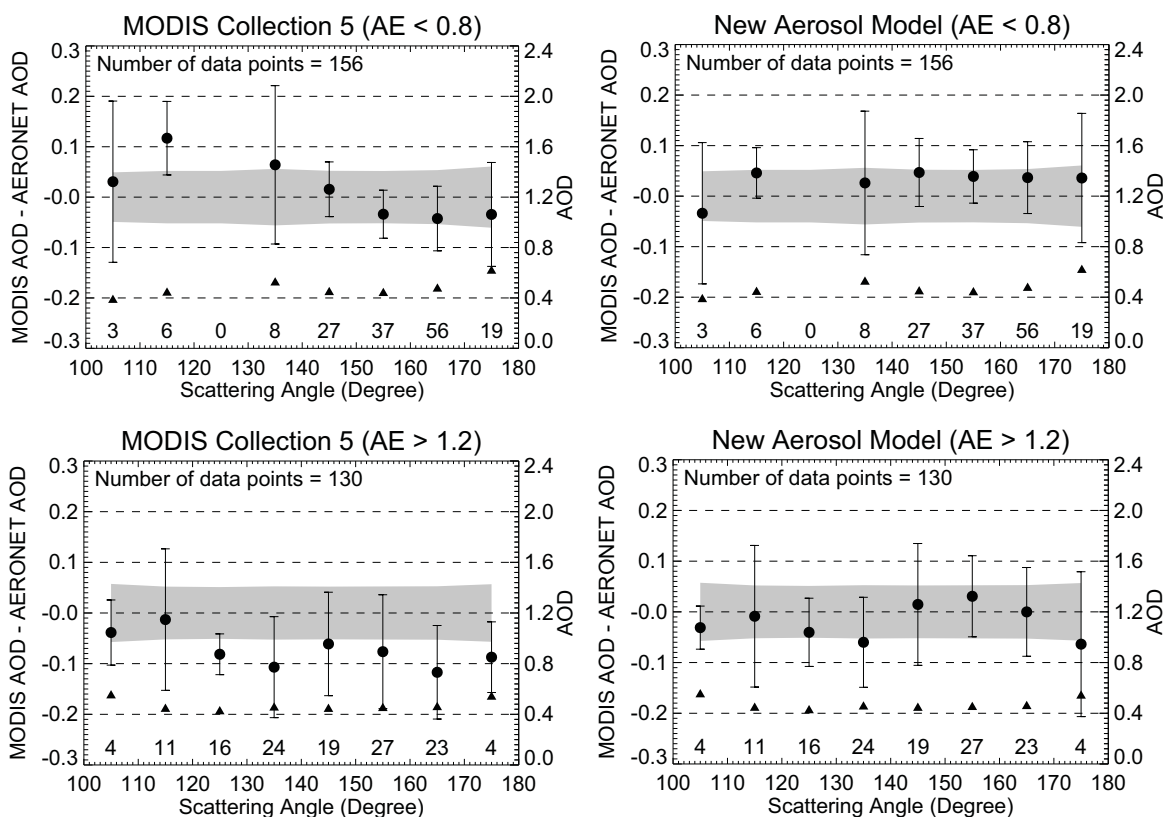 MODIS Collection 5 (AE < 0.8)
Number of data points = 156
MODIS AOD - AERONET AOD
0.3
0.2
0.1
-0.0
-0.1
-0.2
-0.3
2.4
2.0
1.6
1.2
0.8
0.4
0.0
AOD
3 6 0 8 27 37 56 19
100 110 120 130 140 150 160 170 180
Scattering Angle (Degree)
New Aerosol Model (AE < 0.8)
Number of data points = 156
MODIS AOD - AERONET AOD
0.3
0.2
0.1
-0.0
-0.1
-0.2
-0.3
2.4
2.0
1.6
1.2
0.8
0.4
0.0
AOD
3 6 0 8 27 37 56 19
100 110 120 130 140 150 160 170 180
Scattering Angle (Degree)
MODIS Collection 5 (AE > 1.2)
Number of data points = 130
MODIS AOD - AERONET AOD
0.3
0.2
0.1
-0.0
-0.1
-0.2
-0.3
2.4
2.0
1.6
1.2
0.8
0.4
0.0
AOD
4 11 16 24 19 27 23 4
100 110 120 130 140 150 160 170 180
Scattering Angle (Degree)
New Aerosol Model (AE > 1.2)
Number of data points = 130
MODIS AOD - AERONET AOD
0.3
0.2
0.1
-0.0
-0.1
-0.2
-0.3
2.4
2.0
1.6
1.2
0.8
0.4
0.0
AOD
4 11 16 24 19 27 23 4
100 110 120 130 140 150 160 170 180
Scattering Angle (Degree)